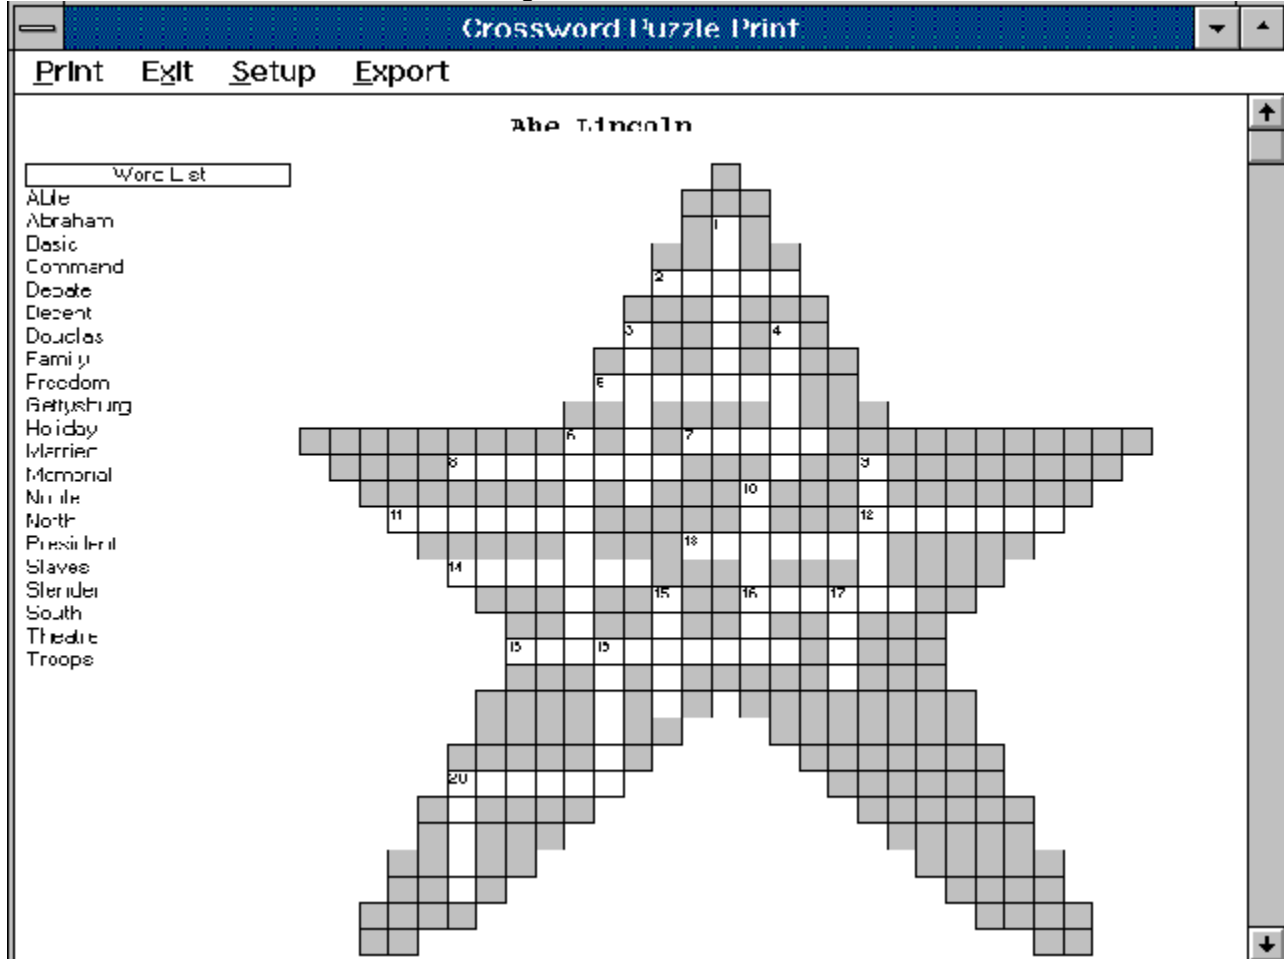 Crossword Puzzle Print
Print Exit Setup Export
Abe Lincoln
Word List
Able
Abraham
Basic
Command
Debate
Decent
Douglas
Family
Freedom
Gettysburg
Holiday
Married
Memorial
Noble
North
President
Slaves
Slender
South
Theatre
Troops
1
2
3 4
5
6 7
8 9
10
11 12
13
14
15 16 17
18 19
20